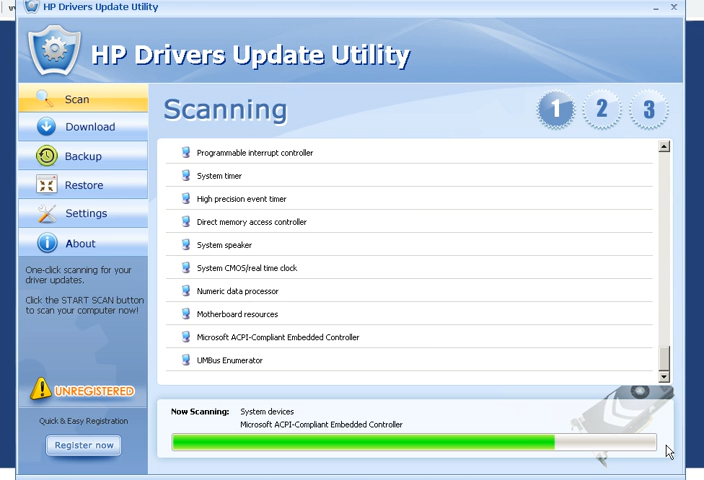 HP Drivers Update Utility
HP Drivers Update Utility
Scan
Download
Backup
Restore
Settings
About
One-click scanning for your
driver updates.
Click the START SCAN button
to scan your computer now!
UNREGISTERED
Quick & Easy Registration
Register now
Scanning
1 2 3
Programmable interrupt controller
System timer
High precision event timer
Direct memory access controller
System speaker
System CMOS/real time clock
Numeric data processor
Motherboard resources
Microsoft ACPI-Compliant Embedded Controller
UMBus Enumerator
Now Scanning: System devices
Microsoft ACPI-Compliant Embedded Controller